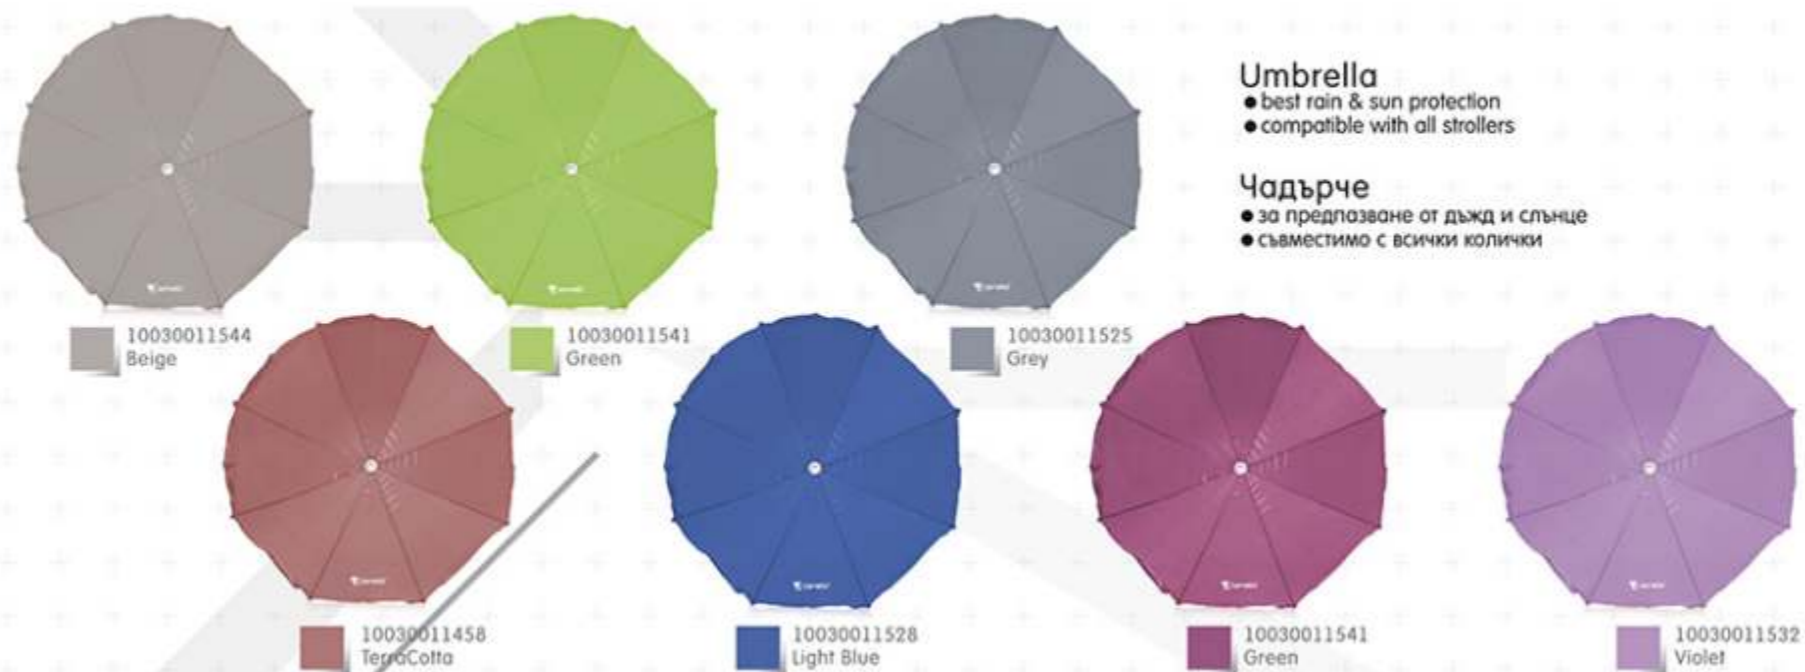 Umbrella
● best rain & sun protection
● compatible with all strollers
Чадърче
● за предпазване от дъжд и слънце
● съвместимо с всички колички
10030011544
Beige
10030011541
Green
10030011525
Grey
10030011458
TerraCotta
10030011528
Light Blue
10030011541
Green
10030011532
Violet